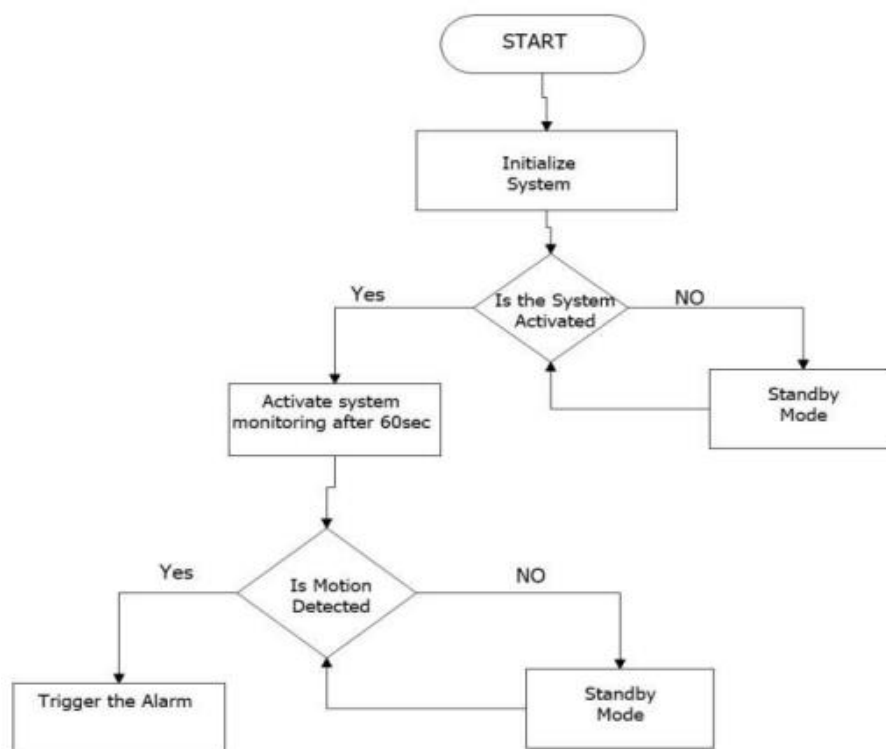 START
Initialize
System
Yes
Is the System
Activated
NO
Activate system
monitoring after 60sec
Standby
Mode
Yes
Is Motion
Detected
NO
Trigger the Alarm
Standby
Mode